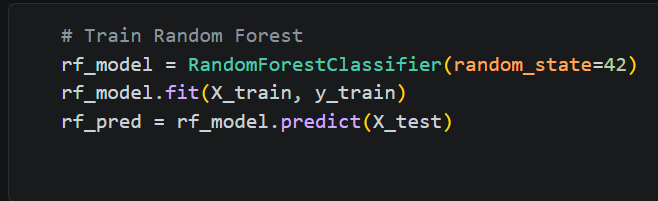 # Train Random Forest
rf_model = RandomForestClassifier(random_state=42)
rf_model.fit(X_train, y_train)
rf_pred = rf_model.predict(X_test)